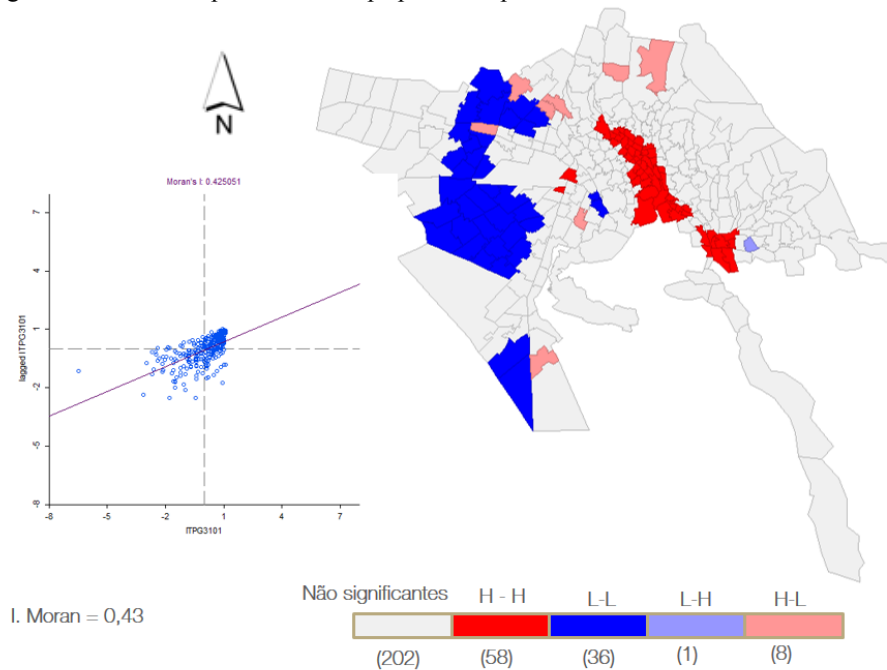 N
Moran's I: 0.425051
7
4
1
-2
-5
-8
lagged ITPG3101
-8 -5 -2 1 4 7
ITPG3101
I. Moran = 0,43
Não significantes H - H L-L L-H H-L
(202) (58) (36) (1) (8)